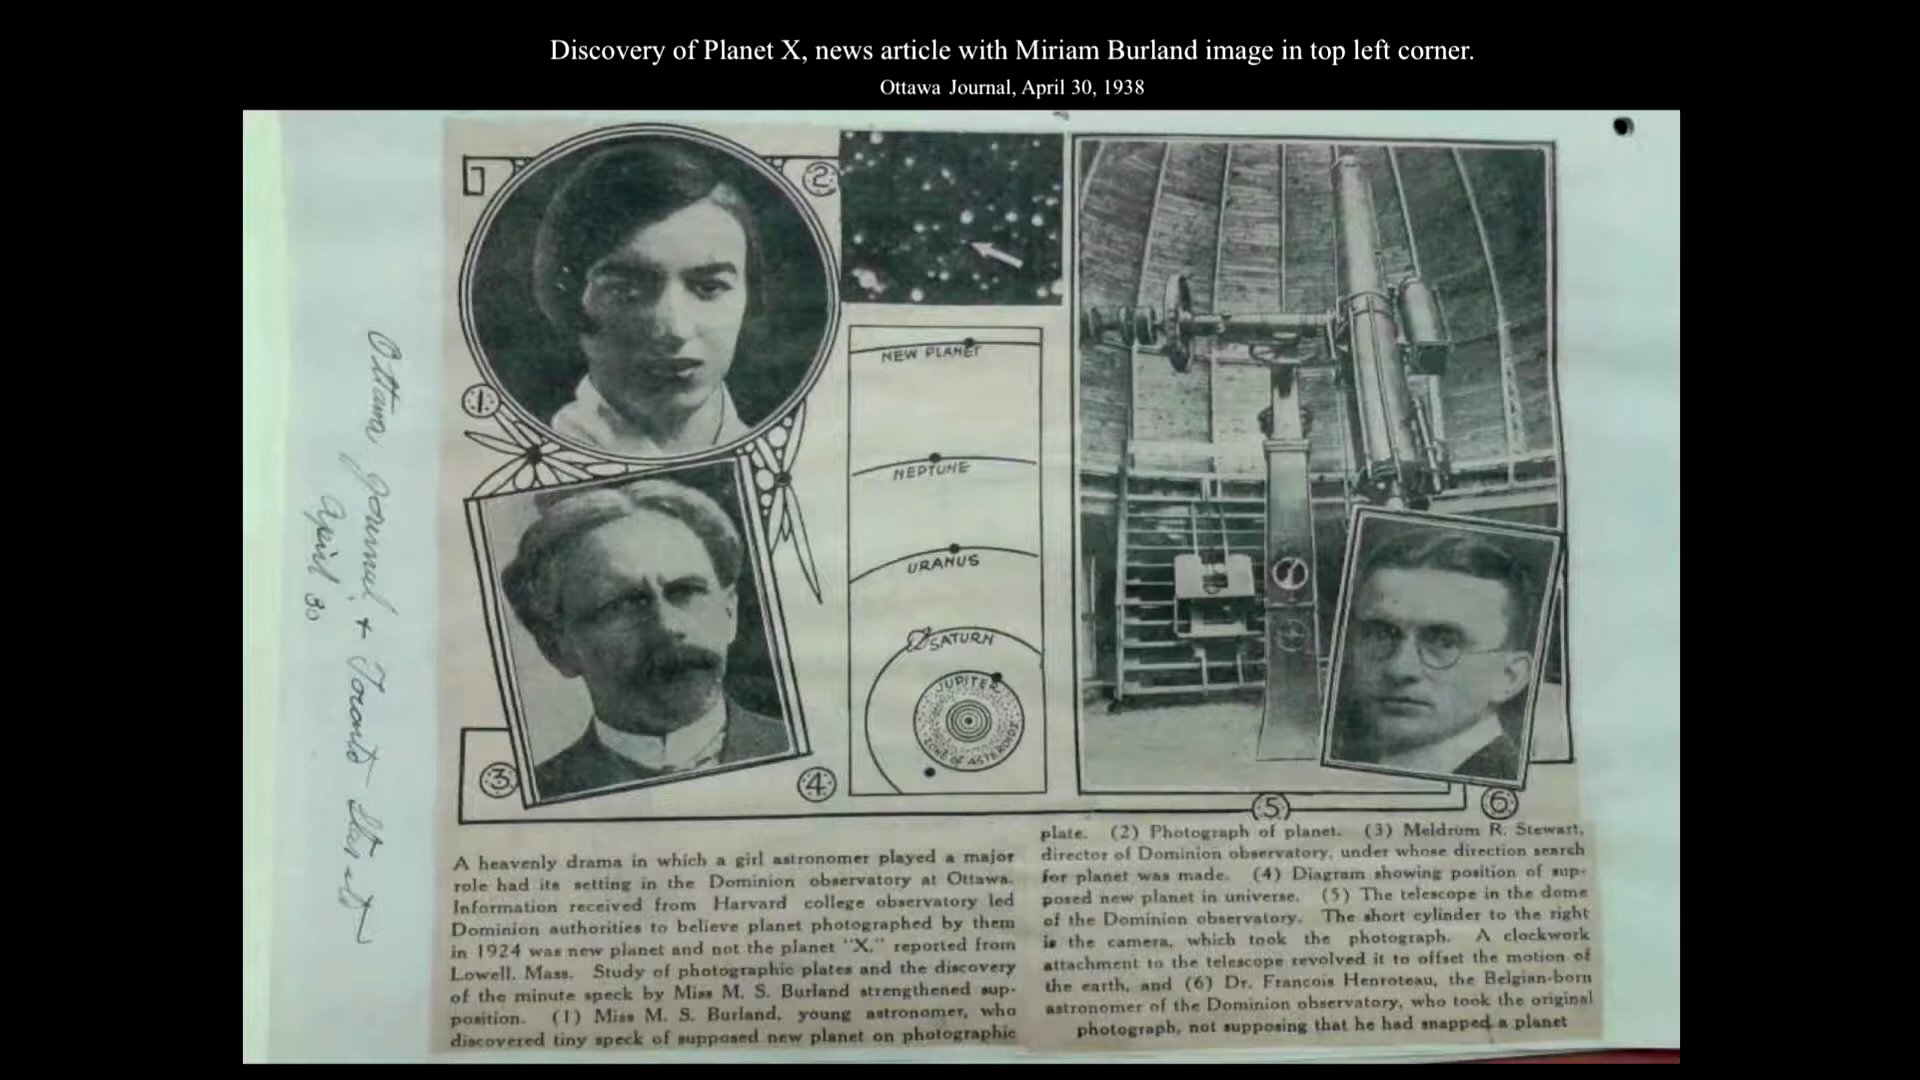 Discovery of Planet X, news article with Miriam Burland image in top left corner.
Ottawa Journal, April 30, 1938
Ottawa Journal + Toronto Star
April 30
1
2
NEW PLANET
NEPTUNE
URANUS
SATURN
JUPITER
ZONE OF ASTEROIDS
3
4
5
6
A heavenly drama in which a girl astronomer played a major
role had its setting in the Dominion observatory at Ottawa.
Information received from Harvard college observatory led
Dominion authorities to believe planet photographed by them
in 1924 was new planet and not the planet "X," reported from
Lowell, Mass. Study of photographic plates and the discovery
of the minute speck by Miss M. S. Burland strengthened sup-
position. (1) Miss M. S. Burland, young astronomer, who
discovered tiny speck of supposed new planet on photographic
plate. (2) Photograph of planet. (3) Meldrum R. Stewart,
director of Dominion observatory, under whose direction search
for planet was made. (4) Diagram showing position of sup-
posed new planet in universe. (5) The telescope in the dome
of the Dominion observatory. The short cylinder to the right
is the camera, which took the photograph. A clockwork
attachment to the telescope revolved it to offset the motion of
the earth, and (6) Dr. Francois Henroteau, the Belgian-born
astronomer of the Dominion observatory, who took the original
photograph, not supposing that he had snapped a planet